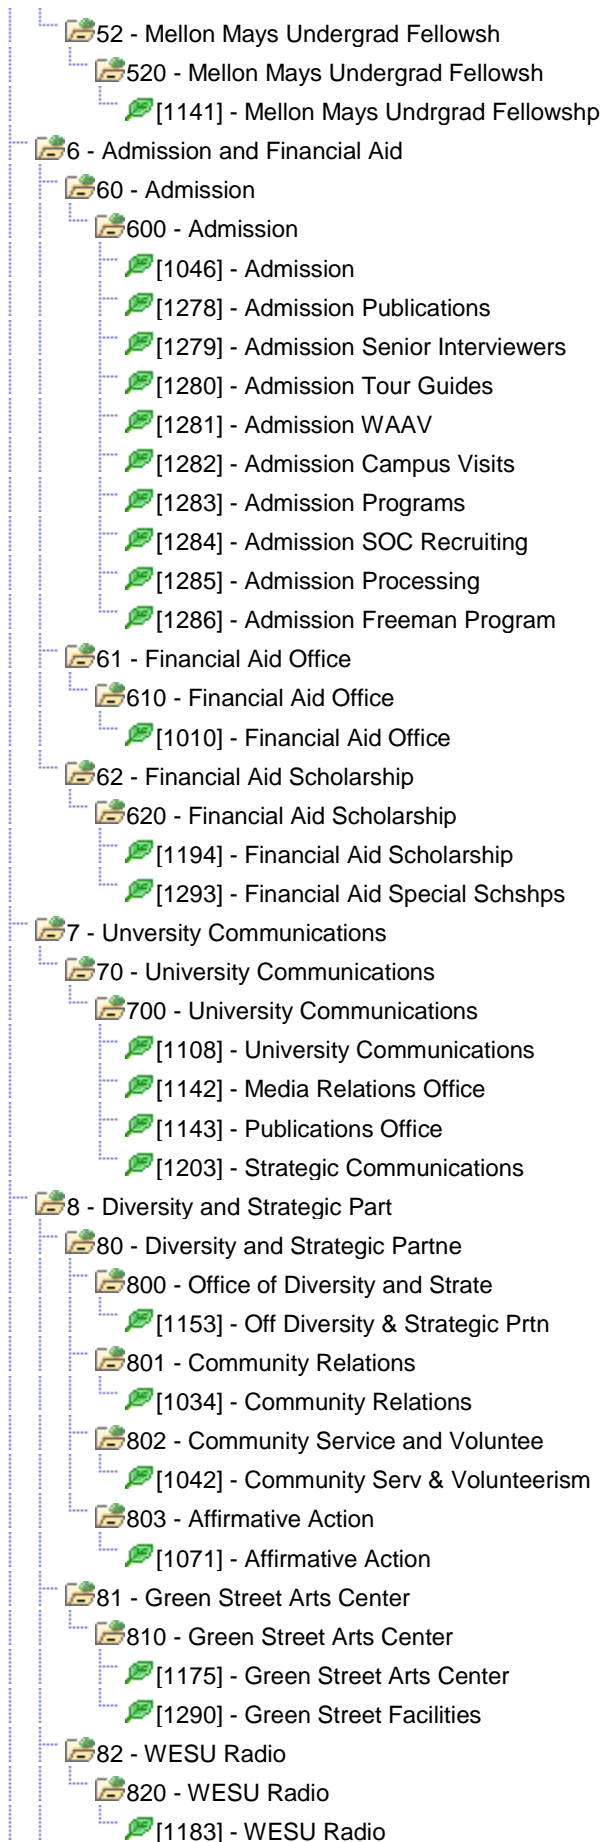 52 - Mellon Mays Undergrad Fellowsh
520 - Mellon Mays Undergrad Fellowsh
[1141] - Mellon Mays Undrgrad Fellowshp
6 - Admission and Financial Aid
60 - Admission
600 - Admission
[1046] - Admission
[1278] - Admission Publications
[1279] - Admission Senior Interviewers
[1280] - Admission Tour Guides
[1281] - Admission WAAV
[1282] - Admission Campus Visits
[1283] - Admission Programs
[1284] - Admission SOC Recruiting
[1285] - Admission Processing
[1286] - Admission Freeman Program
61 - Financial Aid Office
610 - Financial Aid Office
[1010] - Financial Aid Office
62 - Financial Aid Scholarship
620 - Financial Aid Scholarship
[1194] - Financial Aid Scholarship
[1293] - Financial Aid Special Schshps
7 - Unversity Communications
70 - University Communications
700 - University Communications
[1108] - University Communications
[1142] - Media Relations Office
[1143] - Publications Office
[1203] - Strategic Communications
8 - Diversity and Strategic Part
80 - Diversity and Strategic Partne
800 - Office of Diversity and Strate
[1153] - Off Diversity & Strategic Prtn
801 - Community Relations
[1034] - Community Relations
802 - Community Service and Voluntee
[1042] - Community Serv & Volunteerism
803 - Affirmative Action
[1071] - Affirmative Action
81 - Green Street Arts Center
810 - Green Street Arts Center
[1175] - Green Street Arts Center
[1290] - Green Street Facilities
82 - WESU Radio
820 - WESU Radio
[1183] - WESU Radio